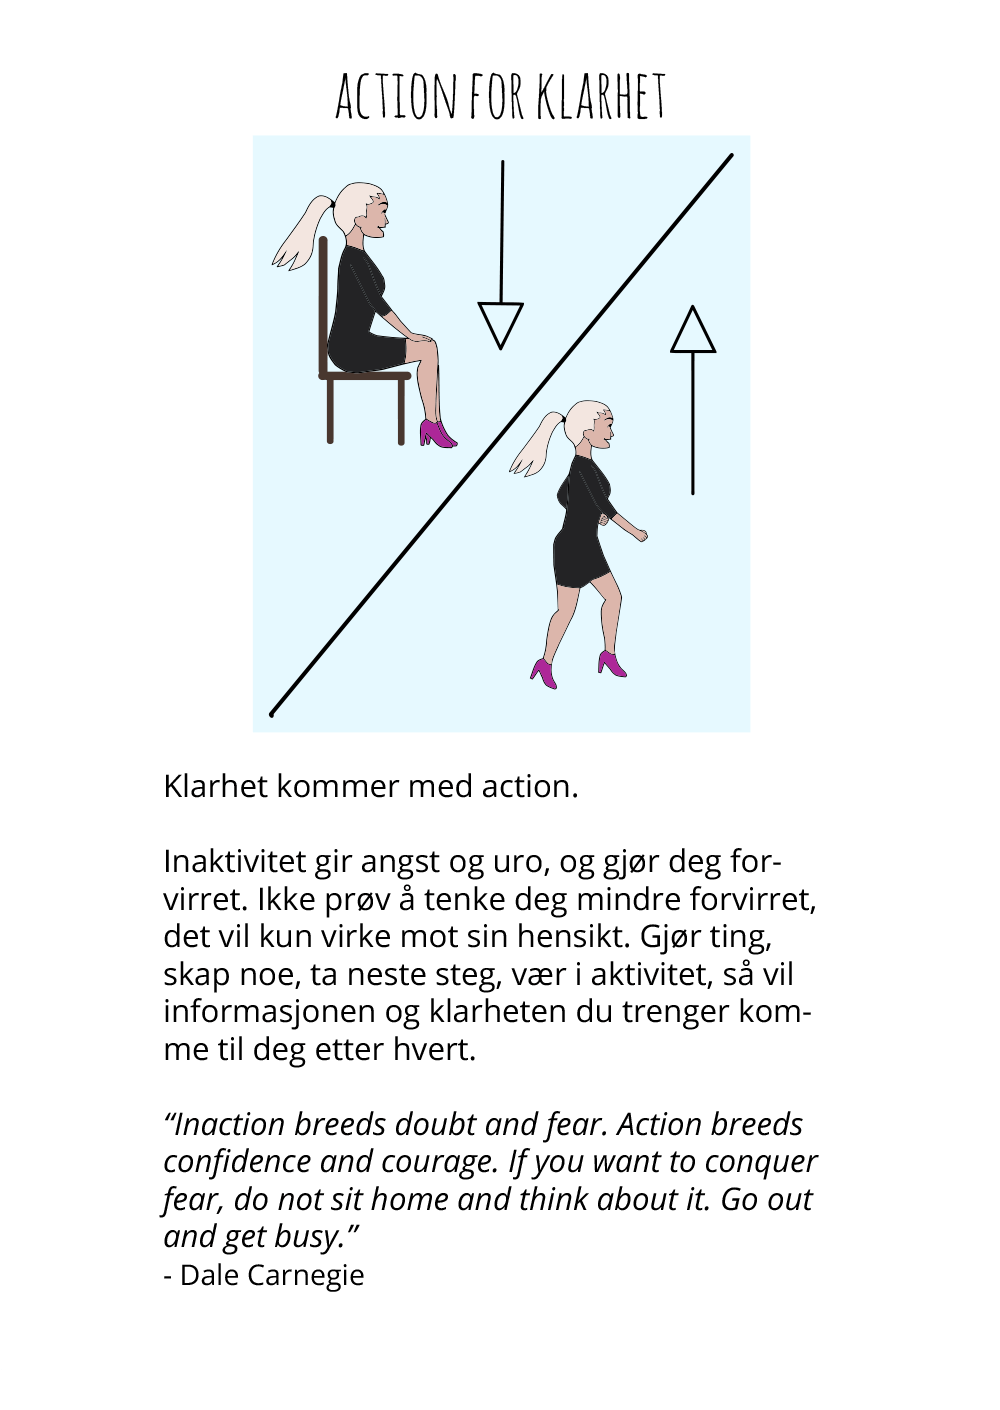 ACTION FOR KLARHET
Klarhet kommer med action.
Inaktivitet gir angst og uro, og gjør deg for-
virret. Ikke prøv å tenke deg mindre forvirret,
det vil kun virke mot sin hensikt. Gjør ting,
skap noe, ta neste steg, vær i aktivitet, så vil
informasjonen og klarheten du trenger kom-
me til deg etter hvert.
“Inaction breeds doubt and fear. Action breeds
confidence and courage. If you want to conquer
fear, do not sit home and think about it. Go out
and get busy.”
- Dale Carnegie